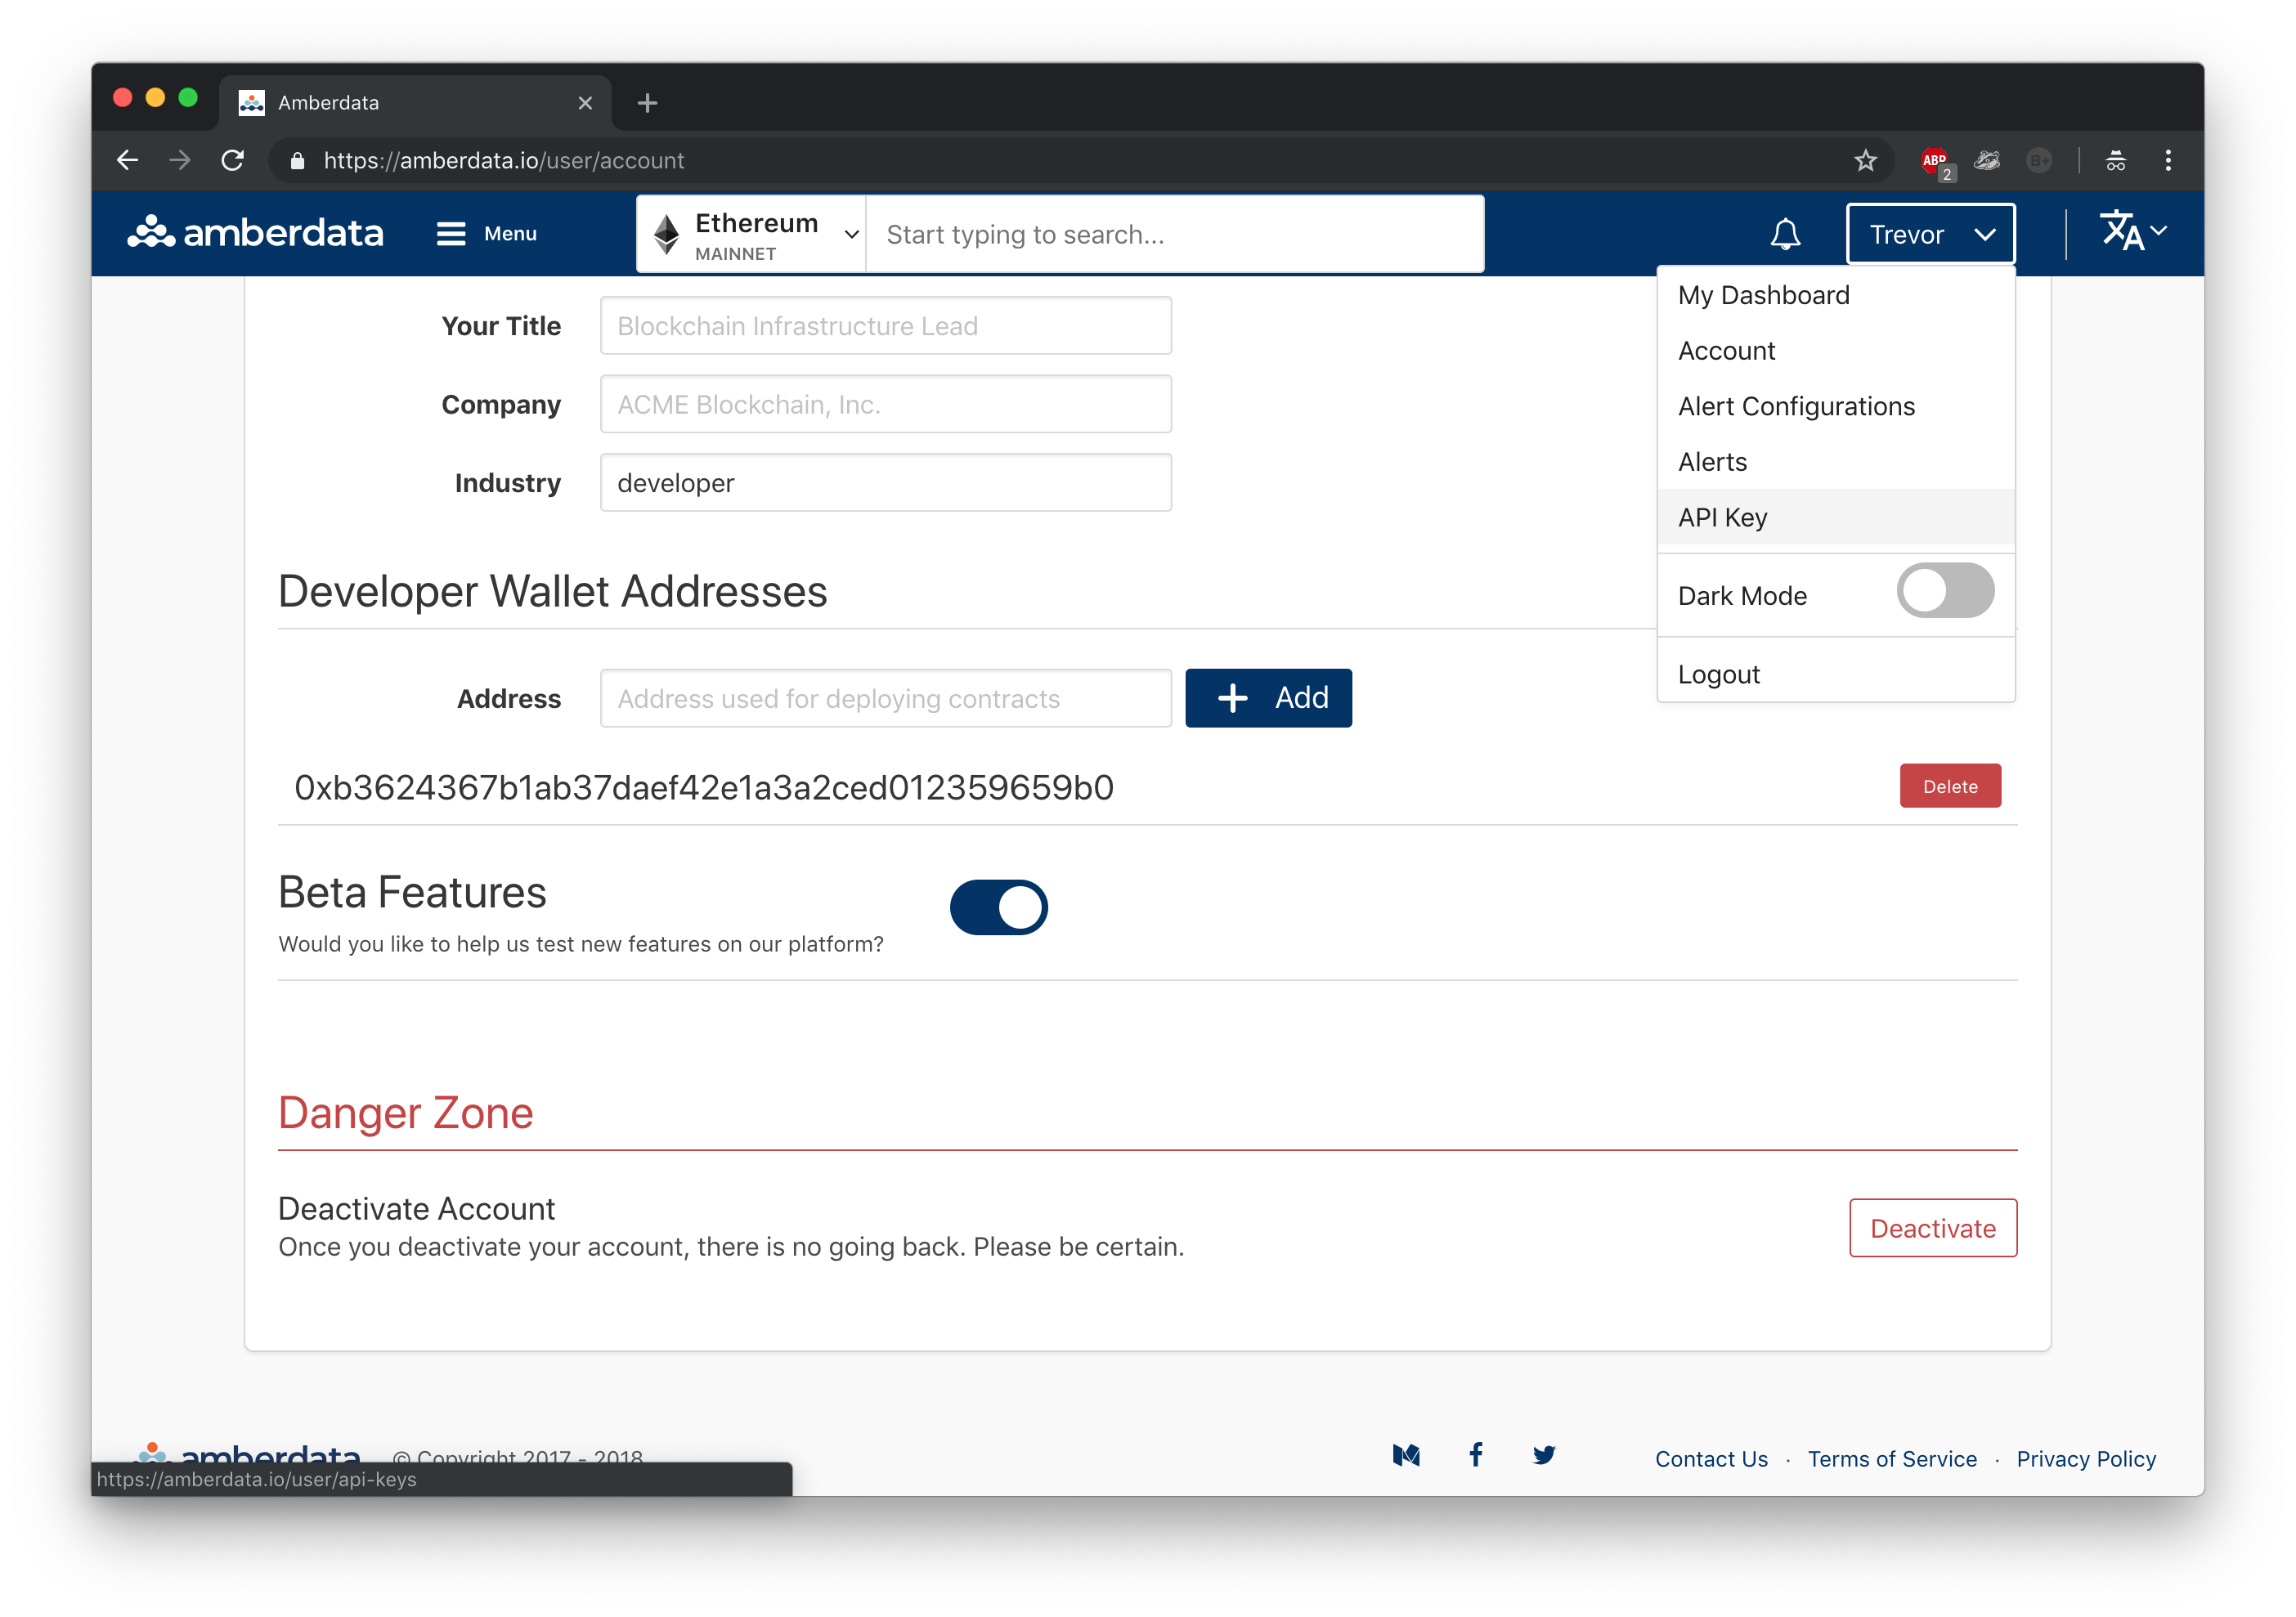 Amberdata
https://amberdata.io/user/account
ABP
2
B+
amberdata
Menu
Ethereum
MAINNET
Start typing to search...
Trevor
文A
My Dashboard
Account
Alert Configurations
Alerts
API Key
Dark Mode
Logout
Your Title
Blockchain Infrastructure Lead
Company
ACME Blockchain, Inc.
Industry
developer
Developer Wallet Addresses
Address
Address used for deploying contracts
Add
0xb3624367b1ab37daef42e1a3a2ced012359659b0
Delete
Beta Features
Would you like to help us test new features on our platform?
Danger Zone
Deactivate Account
Once you deactivate your account, there is no going back. Please be certain.
Deactivate
amberdata
© Copyright 2017 - 2018
Contact Us · Terms of Service · Privacy Policy
https://amberdata.io/user/api-keys